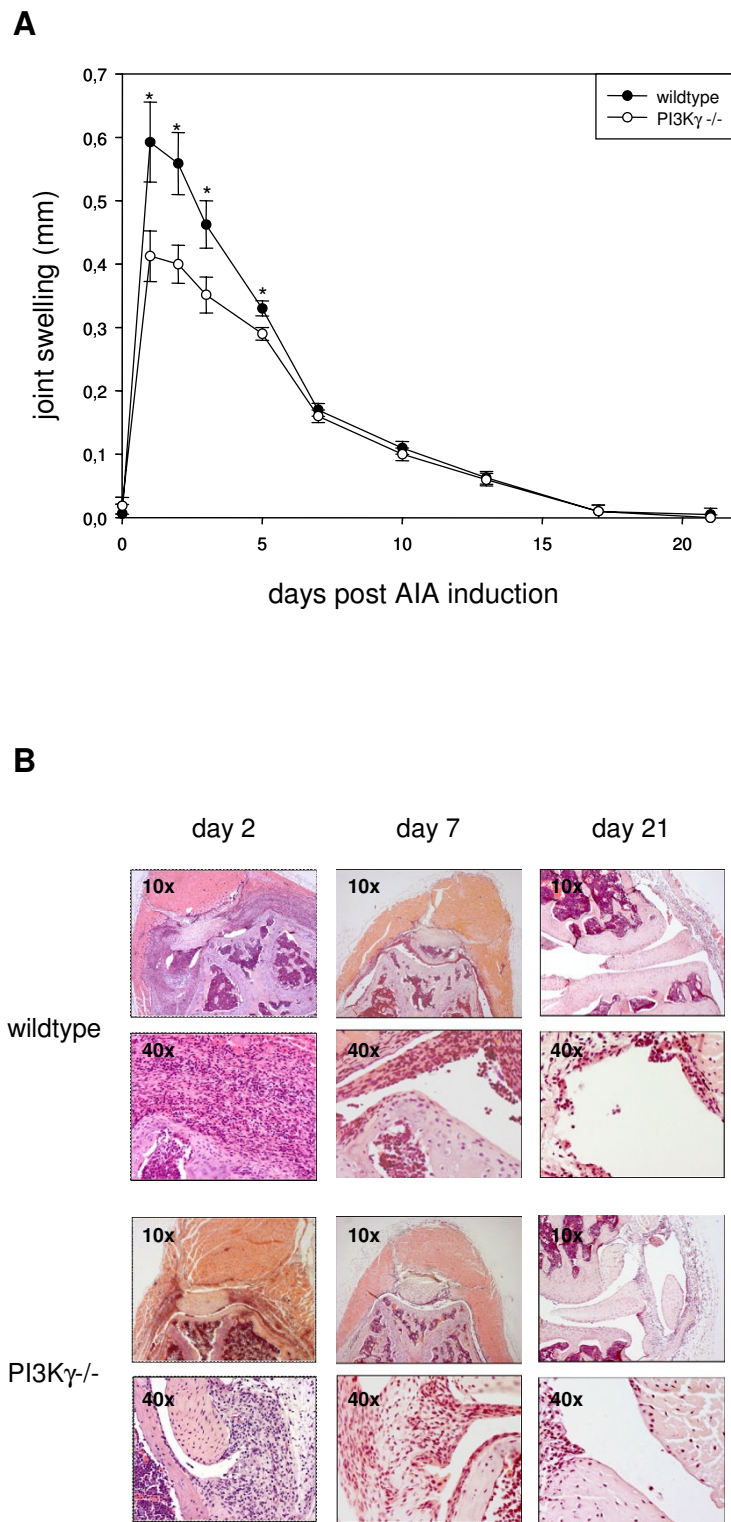 A
0,7
0,6
0,5
0,4
0,3
0,2
0,1
0,0
joint swelling (mm)
* * * *
wildtype
PI3Kγ -/-
0 5 10 15 20
days post AIA induction
B
day 2 day 7 day 21
wildtype
10x 10x 10x
40x 40x 40x
PI3Kγ-/-
10x 10x 10x
40x 40x 40x